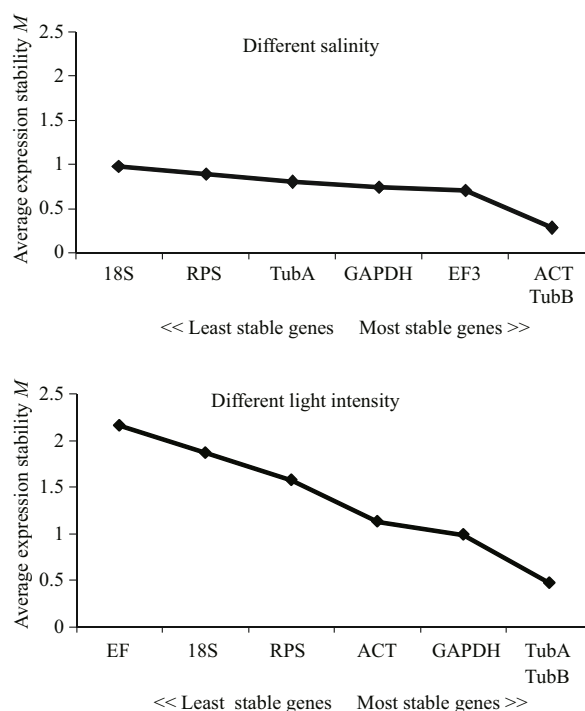 Different salinity
Average expression stability M
2.5
2
1.5
1
0.5
0
18S RPS TubA GAPDH EF3 ACT
TubB
<< Least stable genes Most stable genes >>
Different light intensity
Average expression stability M
2.5
2
1.5
1
0.5
0
EF 18S RPS ACT GAPDH TubA
TubB
<< Least stable genes Most stable genes >>